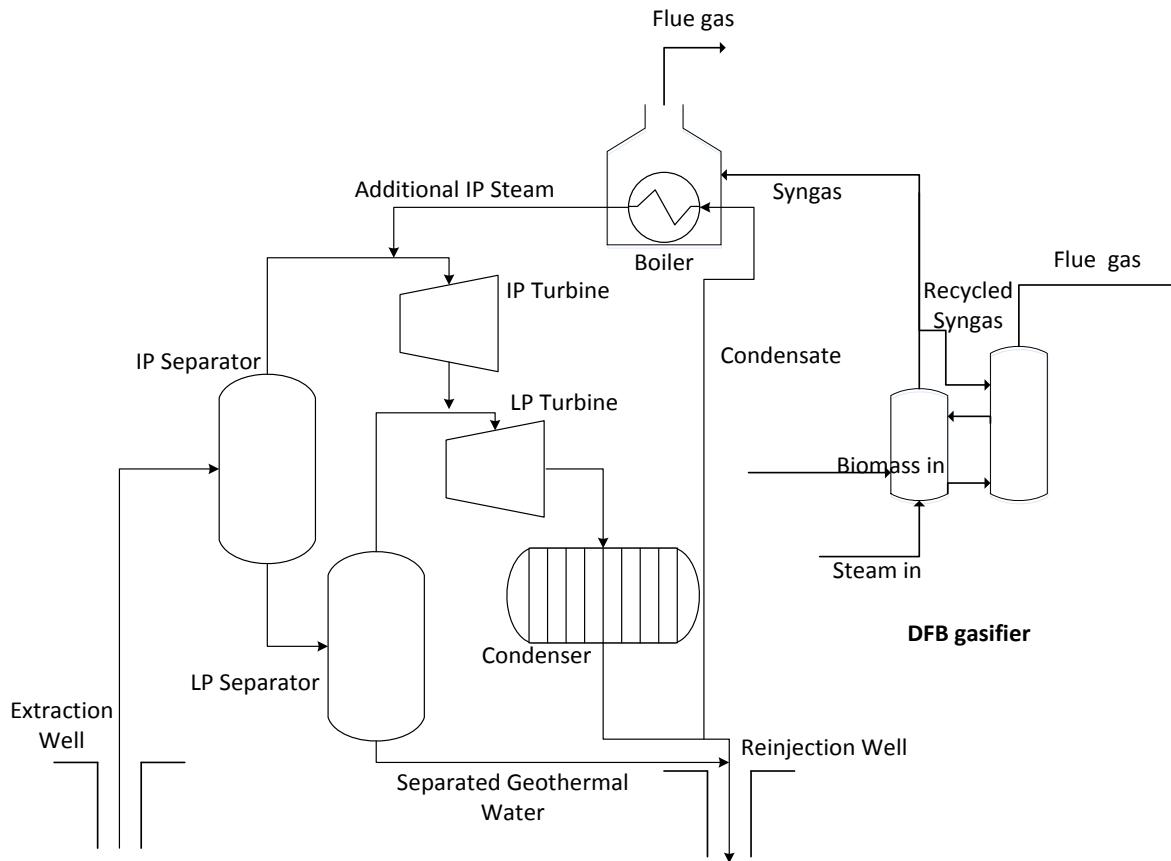 Flue gas
Additional IP Steam
Syngas
Boiler
Flue  gas
IP Turbine
Recycled
Syngas
IP Separator
Condensate
LP Turbine
Biomass in
Steam in
DFB gasifier
Condenser
LP Separator
Extraction
Well
Reinjection Well
Separated Geothermal
Water